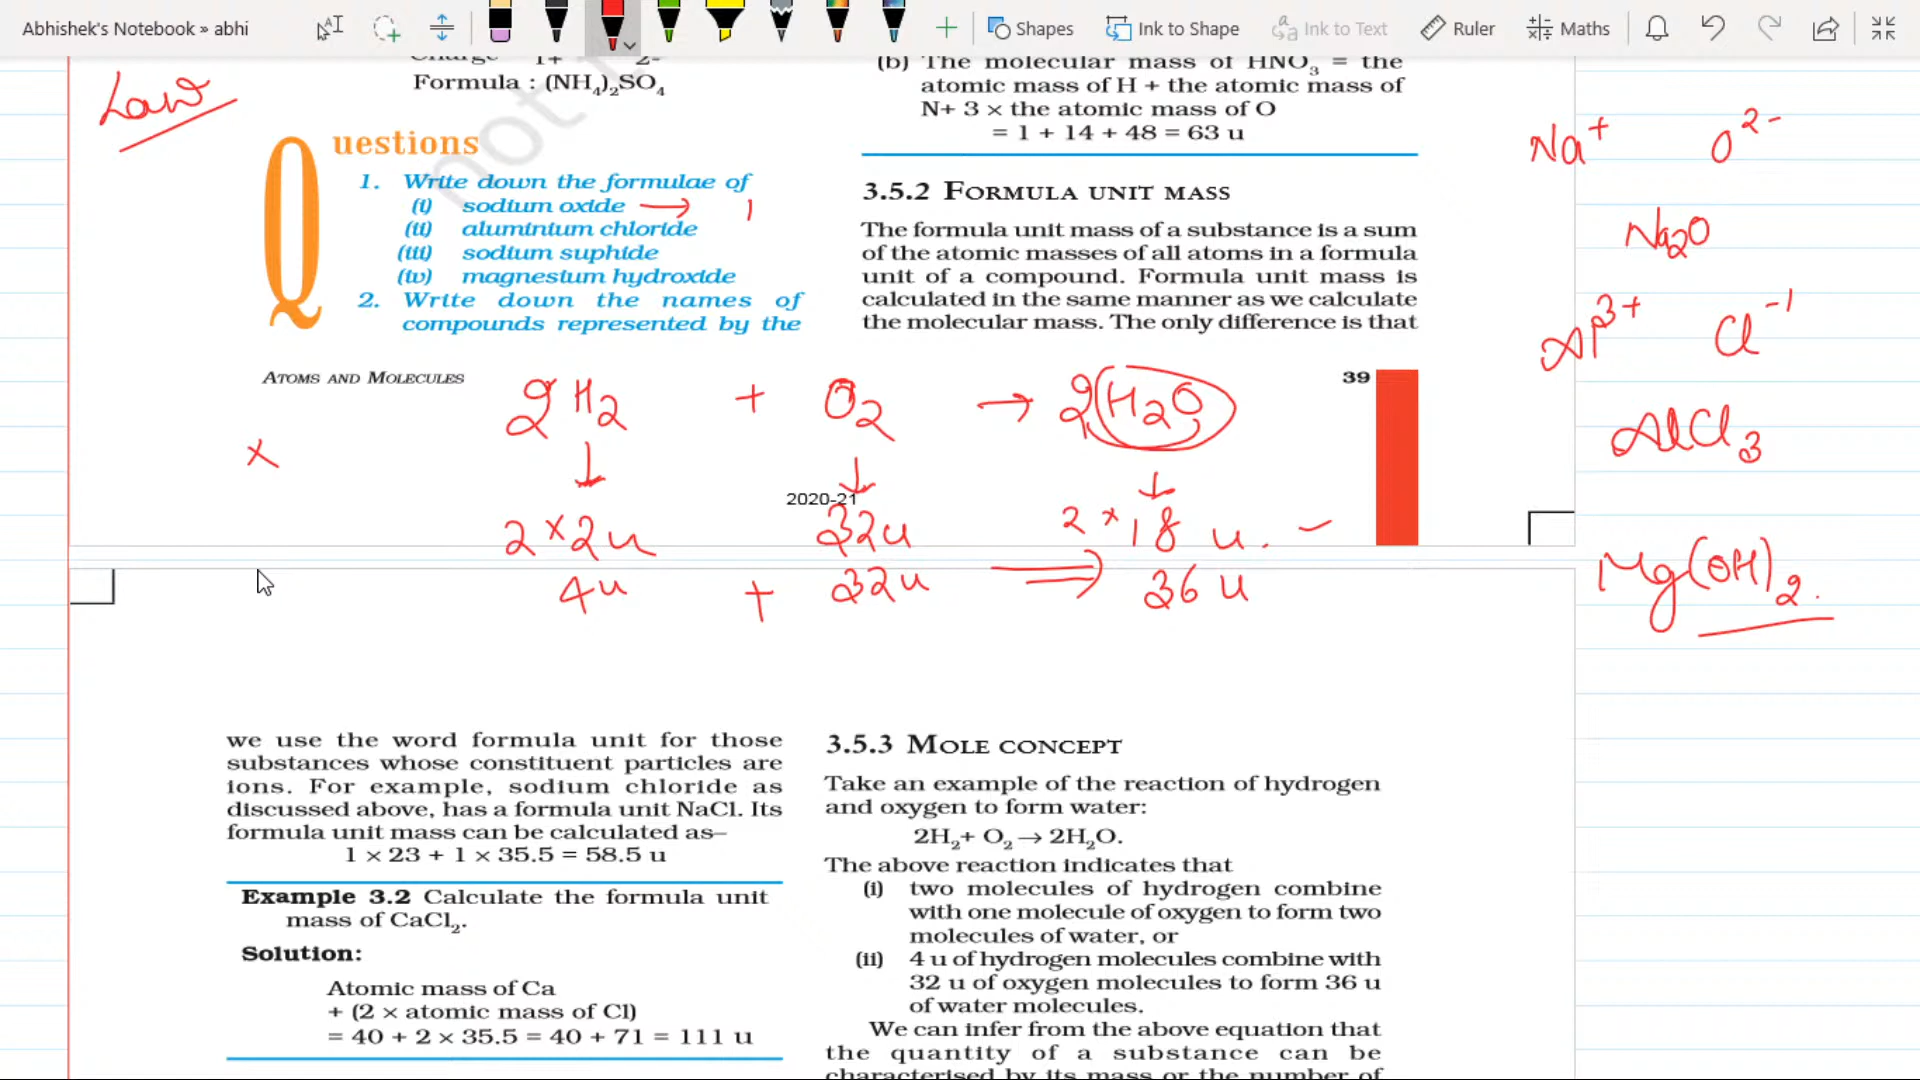 Abhishek's Notebook » abhi
Shapes
Ink to Shape
Ink to Text
Ruler
Maths
Law
Charge 1+ 2-
Formula : (NH₄)₂SO₄
Questions
1. Write down the formulae of
(i) sodium oxide →
(ii) aluminium chloride
(iii) sodium suphide
(iv) magnesium hydroxide
2. Write down the names of
compounds represented by the
ATOMS AND MOLECULES
(b) The molecular mass of HNO₃ = the
atomic mass of H + the atomic mass of
N+ 3 × the atomic mass of O
= 1 + 14 + 48 = 63 u
3.5.2 FORMULA UNIT MASS
The formula unit mass of a substance is a sum
of the atomic masses of all atoms in a formula
unit of a compound. Formula unit mass is
calculated in the same manner as we calculate
the molecular mass. The only difference is that
39
2020-21
2H₂ + O₂ → 2(H₂O
2×2u 32u 2×18 u.
4u + 32u ⇒ 36 u
Na⁺ O²⁻
Na₂O
Al³⁺ Cl⁻¹
AlCl₃
Mg(OH)₂.
we use the word formula unit for those
substances whose constituent particles are
ions. For example, sodium chloride as
discussed above, has a formula unit NaCl. Its
formula unit mass can be calculated as–
1 × 23 + 1 × 35.5 = 58.5 u
Example 3.2 Calculate the formula unit
mass of CaCl₂.
Solution:
Atomic mass of Ca
+ (2 × atomic mass of Cl)
= 40 + 2 × 35.5 = 40 + 71 = 111 u
3.5.3 MOLE CONCEPT
Take an example of the reaction of hydrogen
and oxygen to form water:
2H₂+ O₂ → 2H₂O.
The above reaction indicates that
(i) two molecules of hydrogen combine
with one molecule of oxygen to form two
molecules of water, or
(ii) 4 u of hydrogen molecules combine with
32 u of oxygen molecules to form 36 u
of water molecules.
We can infer from the above equation that
the quantity of a substance can be
characterised by its mass or the number of